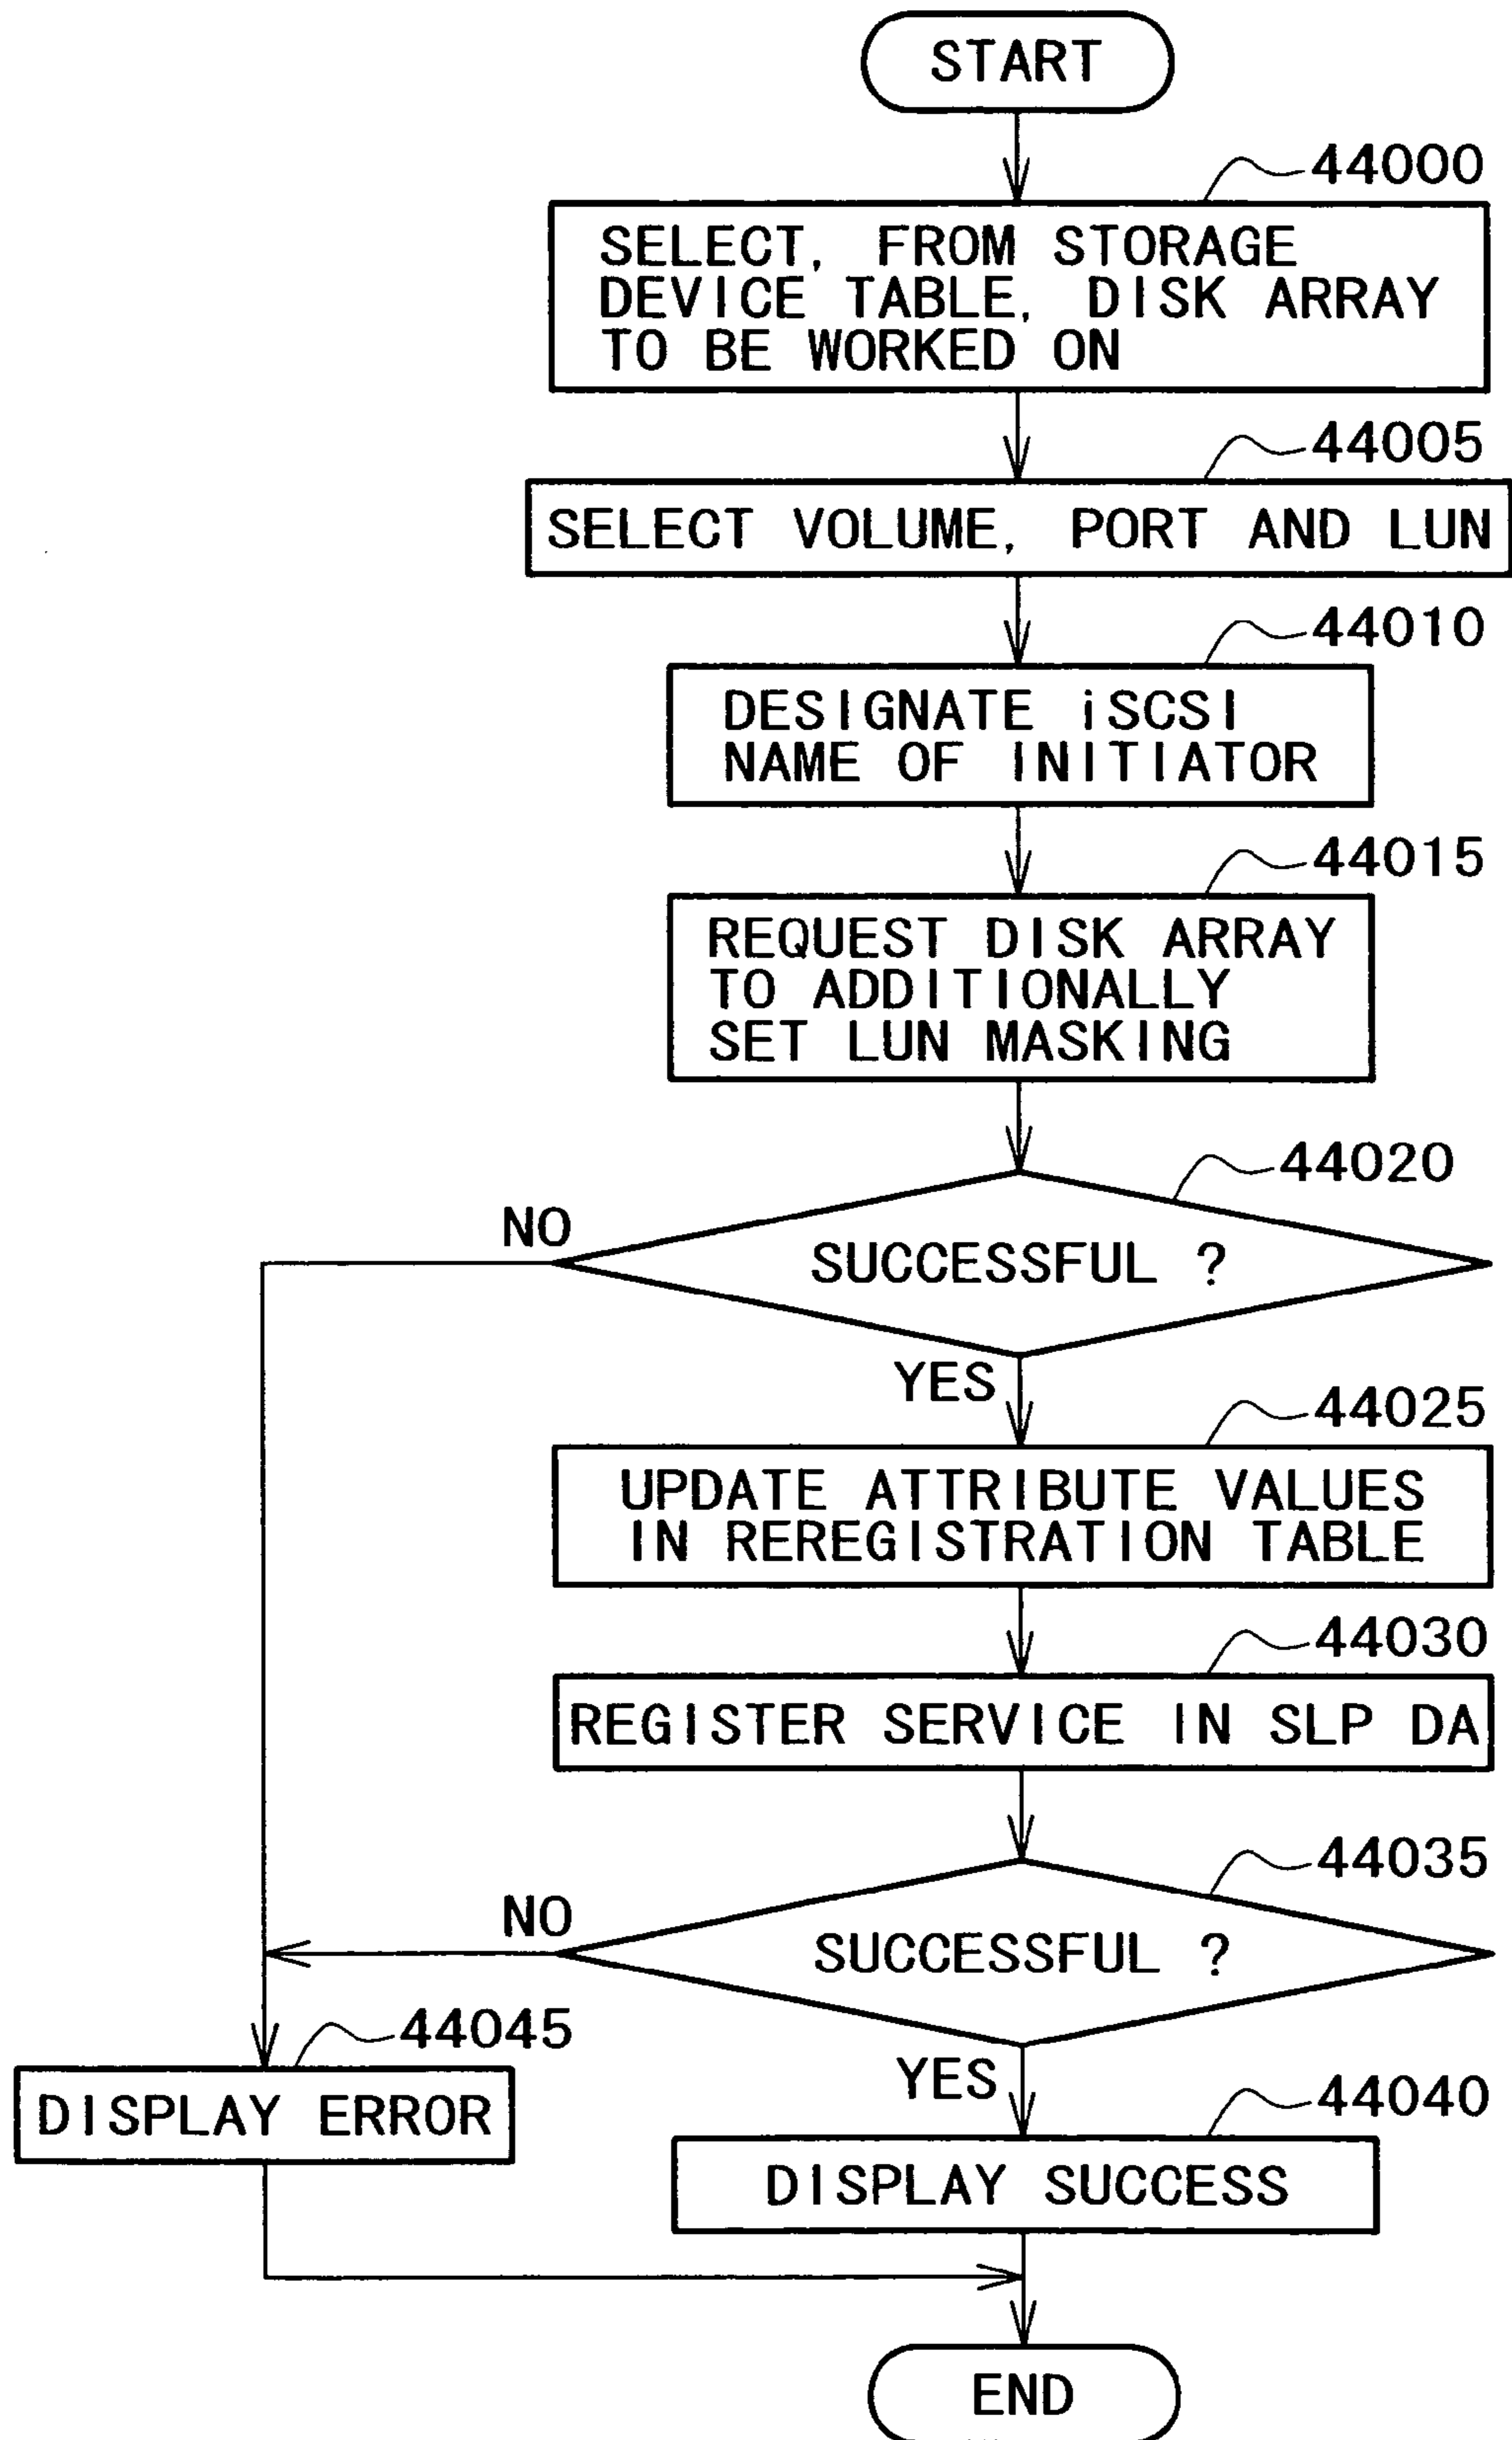 START
44000
SELECT, FROM STORAGE
DEVICE TABLE, DISK ARRAY
TO BE WORKED ON
44005
SELECT VOLUME, PORT AND LUN
44010
DESIGNATE iSCSI
NAME OF INITIATOR
44015
REQUEST DISK ARRAY
TO ADDITIONALLY
SET LUN MASKING
44020
NO
SUCCESSFUL ?
YES
44025
UPDATE ATTRIBUTE VALUES
IN REREGISTRATION TABLE
44030
REGISTER SERVICE IN SLP DA
44035
NO
SUCCESSFUL ?
44045
YES
DISPLAY ERROR
44040
DISPLAY SUCCESS
END